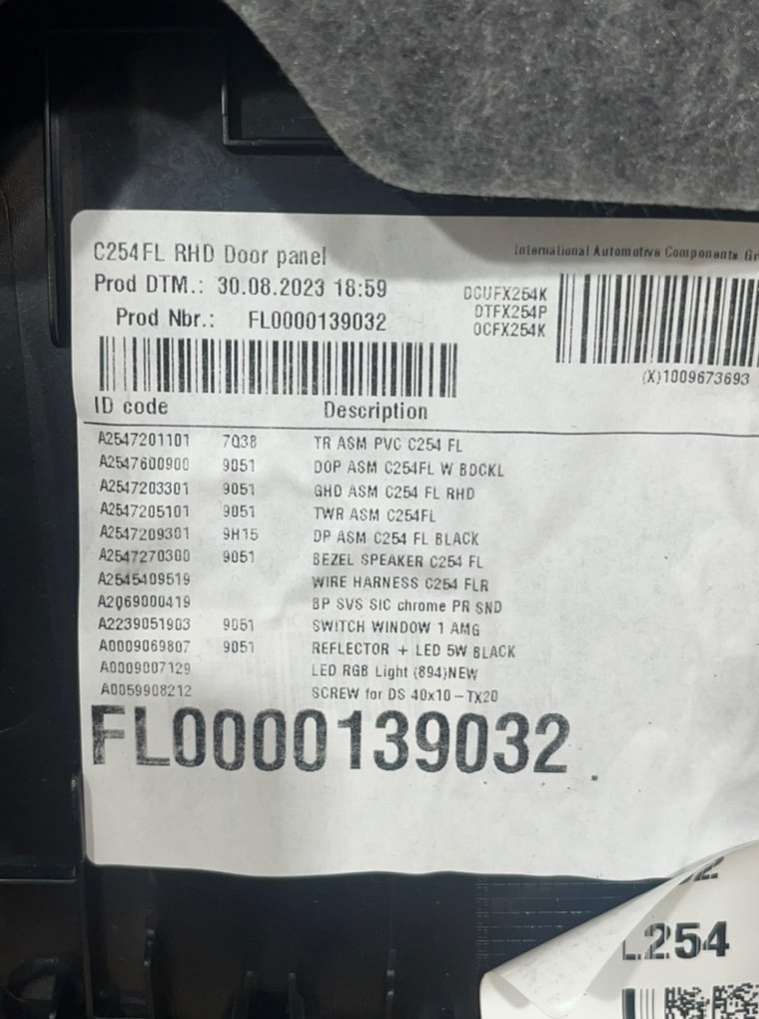 C254FL RHD Door panel
International Automotive Components Gr
Prod DTM.: 30.08.2023 18:59
DCUFX254K
DTFX254P
OCFX254K
Prod Nbr.: FL0000139032
(X)1009673693
ID code Description
A2547201101 7Q38 TR ASM PVC C254 FL
A2547600900 9051 DOP ASM C254FL W BDCKL
A2547203301 9051 GHD ASM C254 FL RHD
A2547205101 9051 TWR ASM C254FL
A2547209301 9H15 DP ASM C254 FL BLACK
A2547270300 9051 BEZEL SPEAKER C254 FL
A2545409519 WIRE HARNESS C254 FLR
A2069000419 BP SVS SIC chrome PR SND
A2239051903 9051 SWITCH WINDOW 1 AMG
A0009069807 9051 REFLECTOR + LED 5W BLACK
A0009007129 LED RGB Light (894)NEW
A0059908212 SCREW for DS 40x10-TX20
FL0000139032
L254